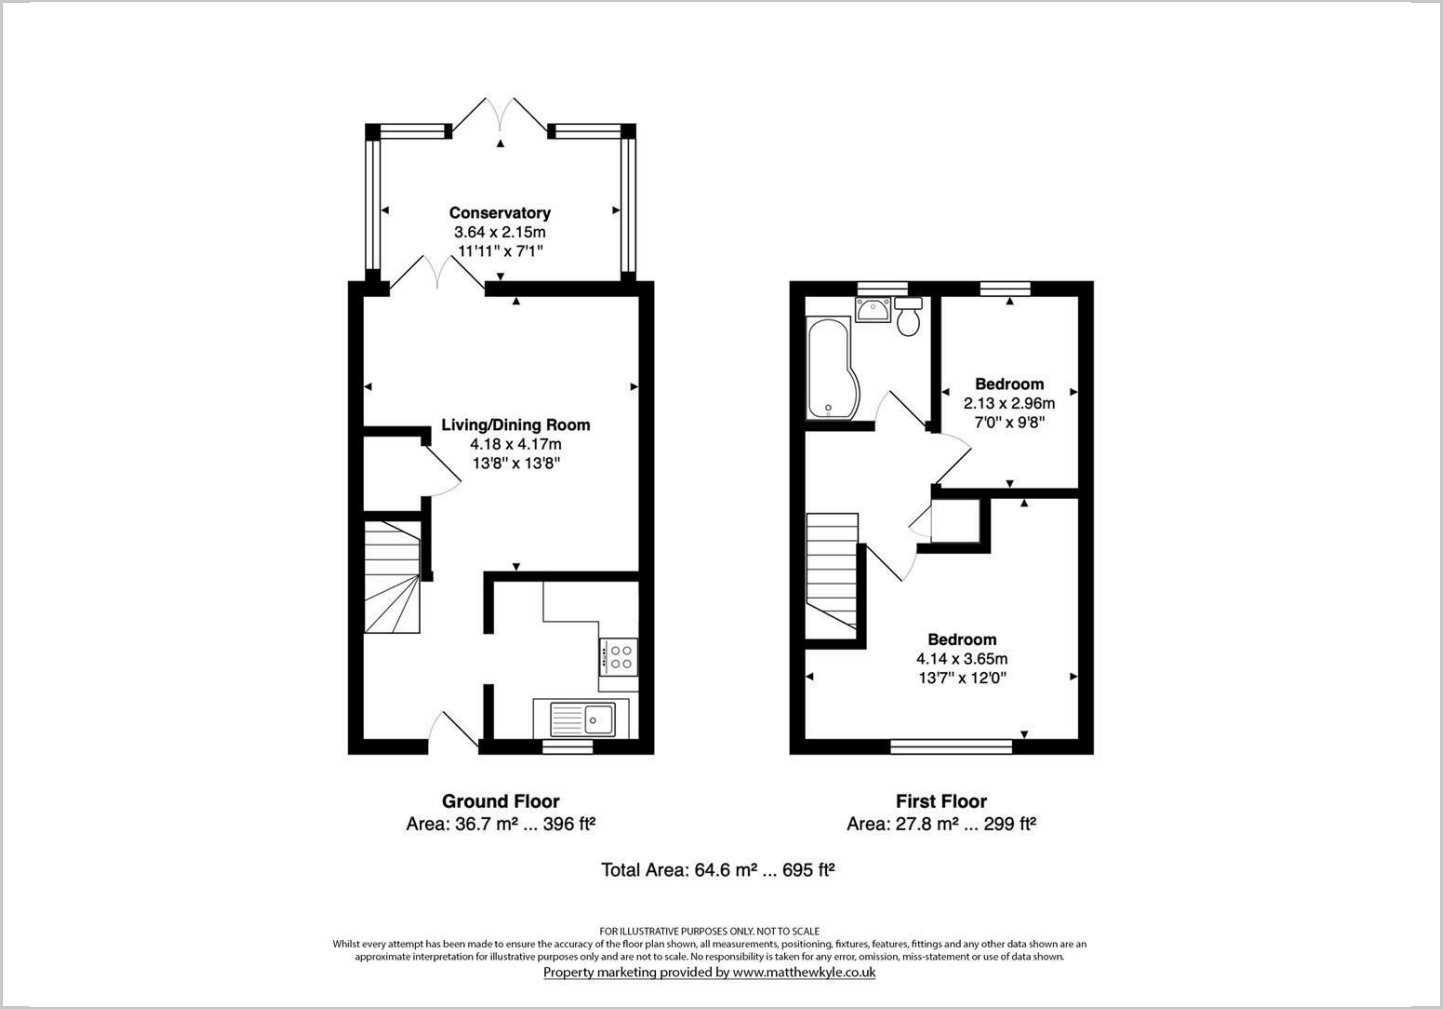 Conservatory
3.64 x 2.15m
11'11" x 7'1"
Living/Dining Room
4.18 x 4.17m
13'8" x 13'8"
Bedroom
2.13 x 2.96m
7'0" x 9'8"
Bedroom
4.14 x 3.65m
13'7" x 12'0"
Ground Floor
Area: 36.7 m² ... 396 ft²
First Floor
Area: 27.8 m² ... 299 ft²
Total Area: 64.6 m² ... 695 ft²
FOR ILLUSTRATIVE PURPOSES ONLY. NOT TO SCALE
Whilst every attempt has been made to ensure the accuracy of the floor plan shown, all measurements, positioning, fixtures, features, fittings and any other data shown are an
approximate interpretation for illustrative purposes only and are not to scale. No responsibility is taken for any error, omission, miss-statement or use of data shown.
Property marketing provided by www.matthewkyle.co.uk